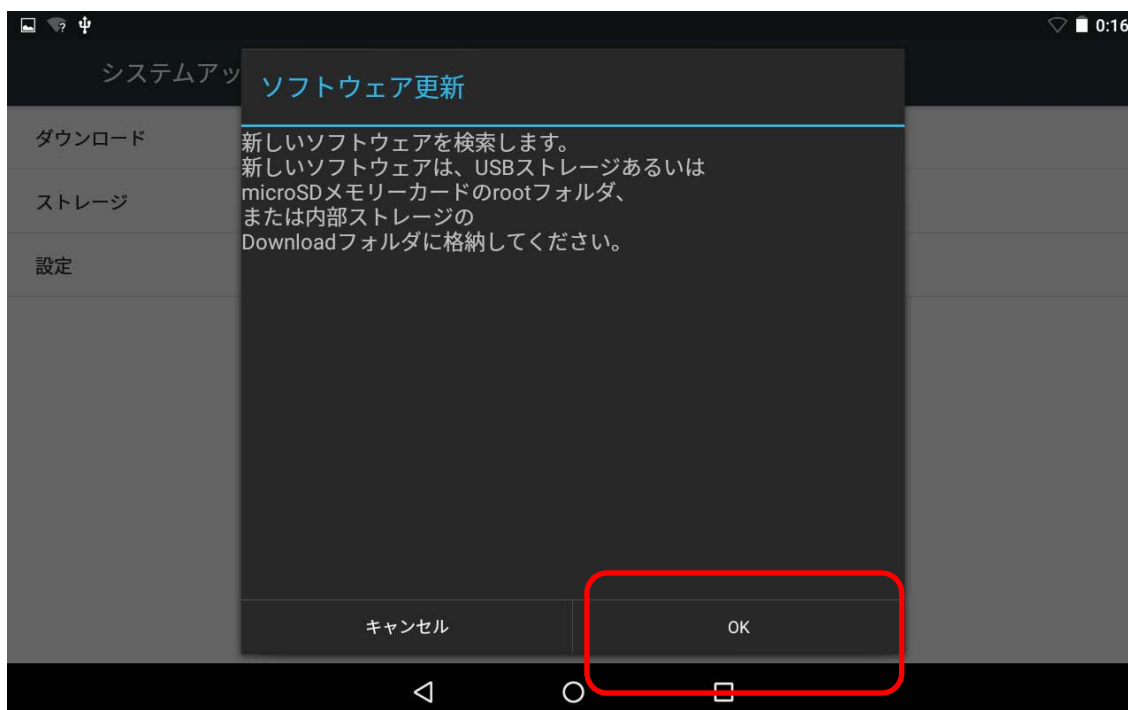 0:16
システムアッ
ソフトウェア更新
ダウンロード
ストレージ
設定
新しいソフトウェアを検索します。
新しいソフトウェアは、USBストレージあるいは
microSDメモリーカードのrootフォルダ、
または内部ストレージの
Downloadフォルダに格納してください。
キャンセル
OK